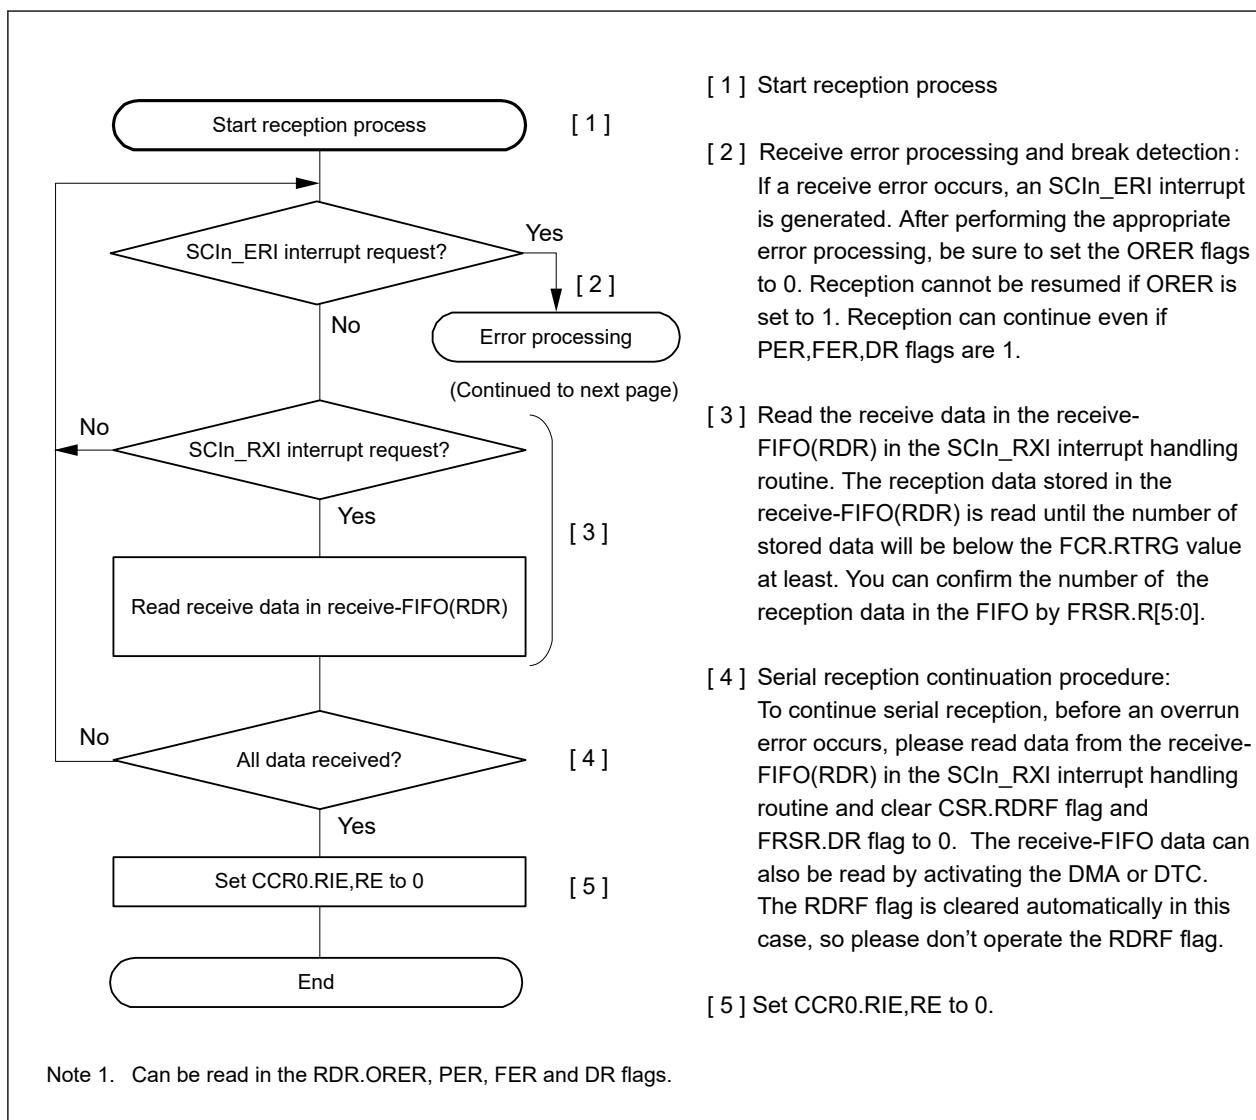 Start reception process
[ 1 ]
SCIn_ERI interrupt request?
Yes
[ 2 ]
No
Error processing
(Continued to next page)
No
SCIn_RXI interrupt request?
Yes
[ 3 ]
Read receive data in receive-FIFO(RDR)
No
All data received?
[ 4 ]
Yes
Set CCR0.RIE,RE to 0
[ 5 ]
End
[ 1 ] Start reception process
[ 2 ] Receive error processing and break detection:
If a receive error occurs, an SCIn_ERI interrupt
is generated. After performing the appropriate
error processing, be sure to set the ORER flags
to 0. Reception cannot be resumed if ORER is
set to 1. Reception can continue even if
PER,FER,DR flags are 1.
[ 3 ] Read the receive data in the receive-
FIFO(RDR) in the SCIn_RXI interrupt handling
routine. The reception data stored in the
receive-FIFO(RDR) is read until the number of
stored data will be below the FCR.RTRG value
at least. You can confirm the number of the
reception data in the FIFO by FRSR.R[5:0].
[ 4 ] Serial reception continuation procedure:
To continue serial reception, before an overrun
error occurs, please read data from the receive-
FIFO(RDR) in the SCIn_RXI interrupt handling
routine and clear CSR.RDRF flag and
FRSR.DR flag to 0. The receive-FIFO data can
also be read by activating the DMA or DTC.
The RDRF flag is cleared automatically in this
case, so please don't operate the RDRF flag.
[ 5 ] Set CCR0.RIE,RE to 0.
Note 1. Can be read in the RDR.ORER, PER, FER and DR flags.